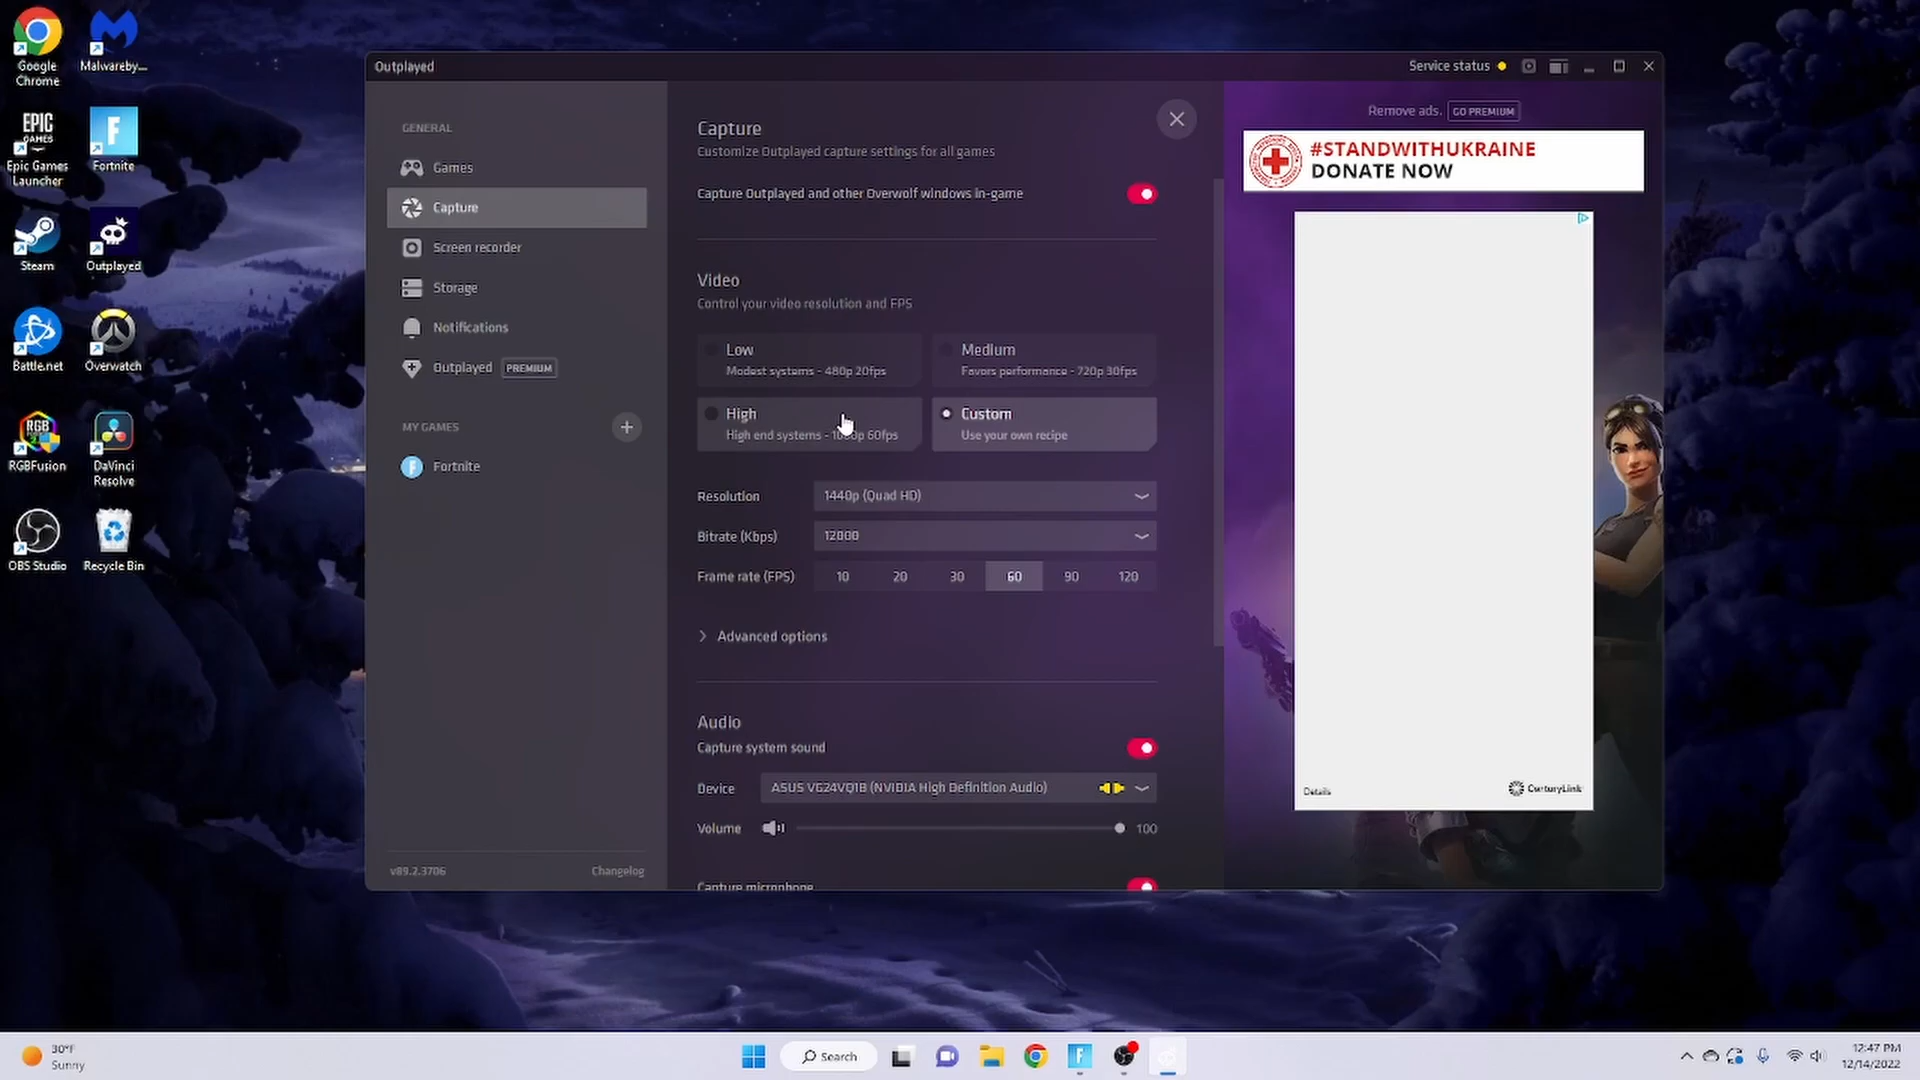 Google
Chrome
Malwareby...
Epic Games
Launcher
Fortnite
Steam
Outplayed
Battle.net
Overwatch
RGBFusion
DaVinci
Resolve
OBS Studio
Recycle Bin
EPIC
GAMES
RGB
Outplayed
Service status
GENERAL
Games
Capture
Screen recorder
Storage
Notifications
Outplayed PREMIUM
MY GAMES
Fortnite
v89.2.3706
Changelog
Capture
Customize Outplayed capture settings for all games
Capture Outplayed and other Overwolf windows in-game
Video
Control your video resolution and FPS
Low
Modest systems - 480p 20fps
Medium
Favors performance - 720p 30fps
High
High end systems - 1080p 60fps
Custom
Use your own recipe
Resolution 1440p (Quad HD)
Bitrate (Kbps) 12000
Frame rate (FPS) 10 20 30 60 90 120
Advanced options
Audio
Capture system sound
Device ASUS VG24VQ1B (NVIDIA High Definition Audio)
Volume 100
Capture microphone
Remove ads. GO PREMIUM
#STANDWITHUKRAINE
DONATE NOW
Details
CenturyLink
30°F
Sunny
Search
12:47 PM
12/14/2022